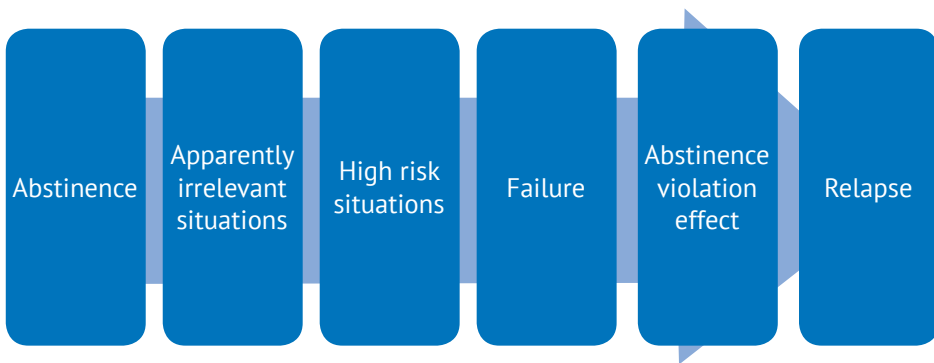 Abstinence
Apparently
irrelevant
situations
High risk
situations
Failure
Abstinence
violation
effect
Relapse